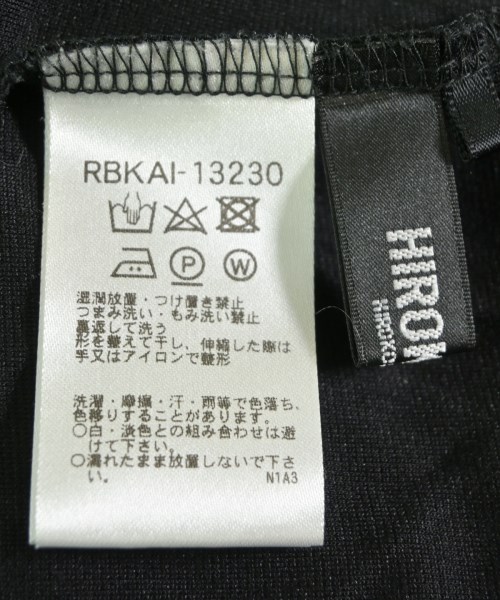 RBKAI-13230
P
W
湿潤放置・つけ置き禁止
つまみ洗い・もみ洗い禁止
裏返して洗う
形を整えて干し、伸縮した際は
手又はアイロンで整形
洗濯・摩擦・汗・雨等で色落ち、
色移りすることがあります。
○白・淡色との組み合わせは避
けて下さい。
○濡れたまま放置しないで下さ
い。
N1A3
HIROK
HIROKO